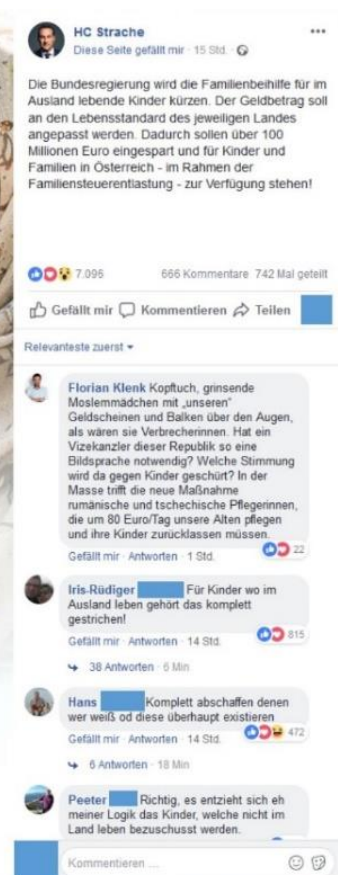 HC Strache
Diese Seite gefällt mir · 15 Std. ·
Die Bundesregierung wird die Familienbeihilfe für im
Ausland lebende Kinder kürzen. Der Geldbetrag soll
an den Lebensstandard des jeweiligen Landes
angepasst werden. Dadurch sollen über 100
Millionen Euro eingespart und für Kinder und
Familien in Österreich - im Rahmen der
Familiensteuerentlastung - zur Verfügung stehen!
7.096 666 Kommentare 742 Mal geteilt
Gefällt mir Kommentieren Teilen
Relevanteste zuerst
Florian Klenk Kopftuch, grinsende
Moslemmädchen mit „unseren"
Geldscheinen und Balken über den Augen,
als wären sie Verbrecherinnen. Hat ein
Vizekanzler dieser Republik so eine
Bildsprache notwendig? Welche Stimmung
wird da gegen Kinder geschürt? In der
Masse trifft die neue Maßnahme
rumänische und tschechische Pflegerinnen,
die um 80 Euro/Tag unsere Alten pflegen
und ihre Kinder zurücklassen müssen.
Gefällt mir · Antworten · 1 Std. 22
Iris-Rüdiger Für Kinder wo im
Ausland leben gehört das komplett
gestrichen!
Gefällt mir · Antworten · 14 Std. 815
38 Antworten · 6 Min
Hans Komplett abschaffen denen
wer weiß od diese überhaupt existieren
Gefällt mir · Antworten · 14 Std. 472
6 Antworten · 18 Min
Peeter Richtig, es entzieht sich eh
meiner Logik das Kinder, welche nicht im
Land leben bezuschusst werden.
Kommentieren ...